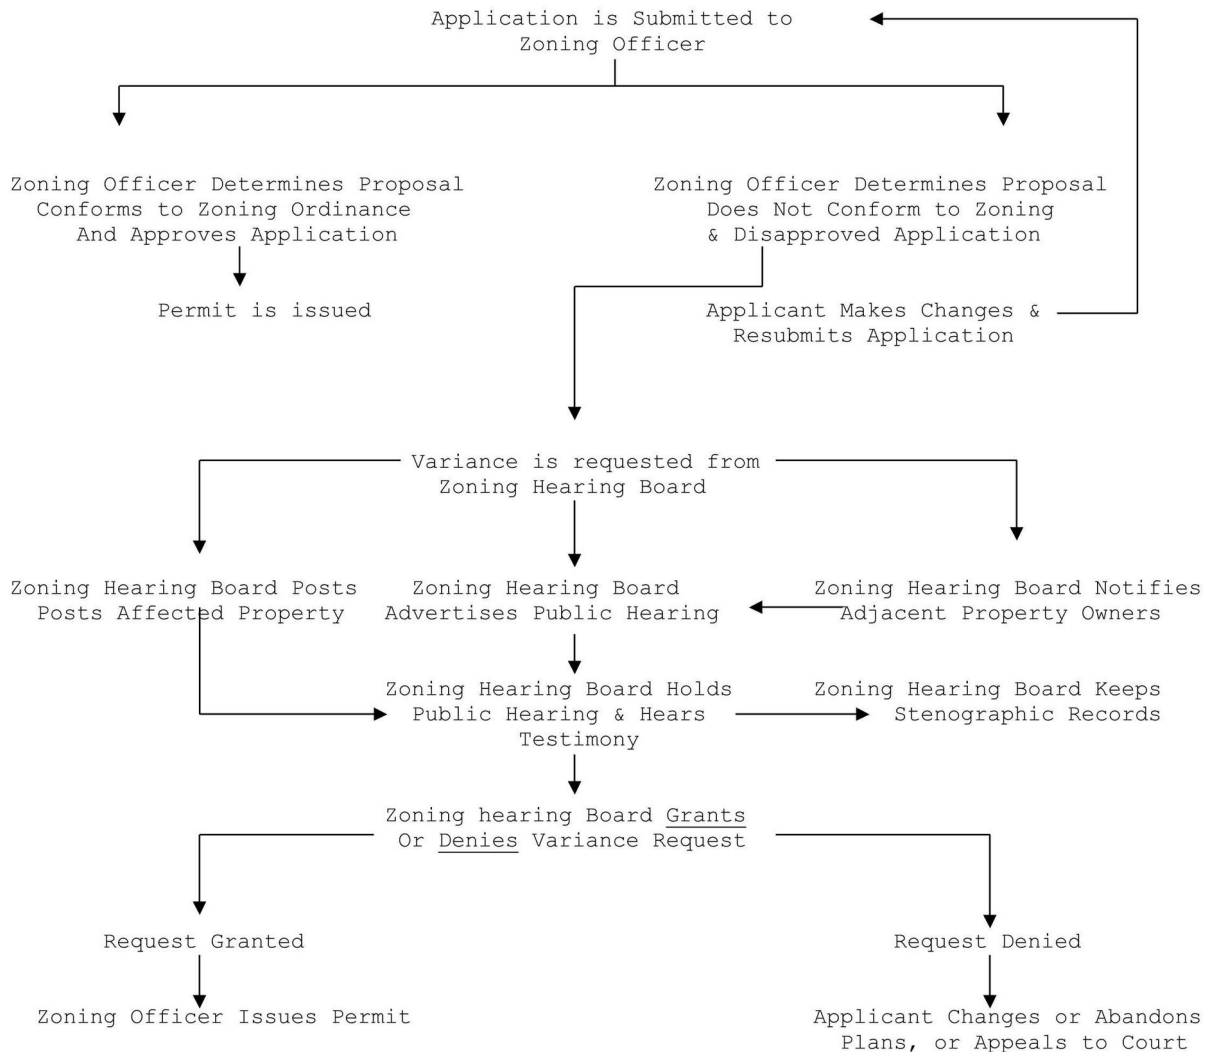 Application is Submitted to
Zoning Officer
Zoning Officer Determines Proposal
Conforms to Zoning Ordinance
And Approves Application
Zoning Officer Determines Proposal
Does Not Conform to Zoning
& Disapproved Application
Permit is issued
Applicant Makes Changes &
Resubmits Application
Variance is requested from
Zoning Hearing Board
Zoning Hearing Board Posts
Posts Affected Property
Zoning Hearing Board
Advertises Public Hearing
Zoning Hearing Board Notifies
Adjacent Property Owners
Zoning Hearing Board Holds
Public Hearing & Hears
Testimony
Zoning Hearing Board Keeps
Stenographic Records
Zoning hearing Board Grants
Or Denies Variance Request
Request Granted
Request Denied
Zoning Officer Issues Permit
Applicant Changes or Abandons
Plans, or Appeals to Court